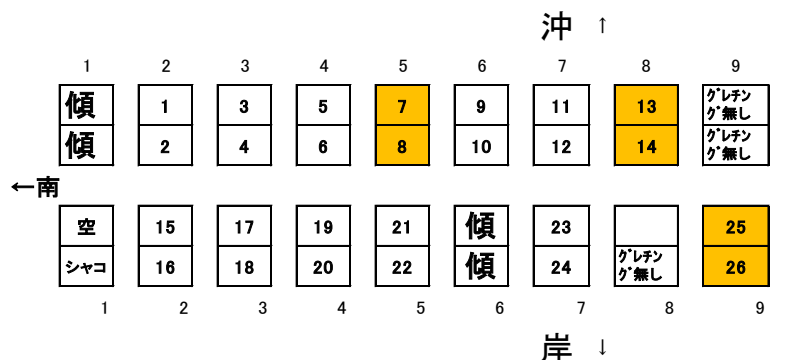 沖 ↑
1 2 3 4 5 6 7 8 9
傾 1 3 5 7 9 11 13 グレチング無し
傾 2 4 6 8 10 12 14 グレチング無し
←南
空 15 17 19 21 傾 23 25
シャコ 16 18 20 22 傾 24 グレチング無し 26
1 2 3 4 5 6 7 8 9
岸 ↓